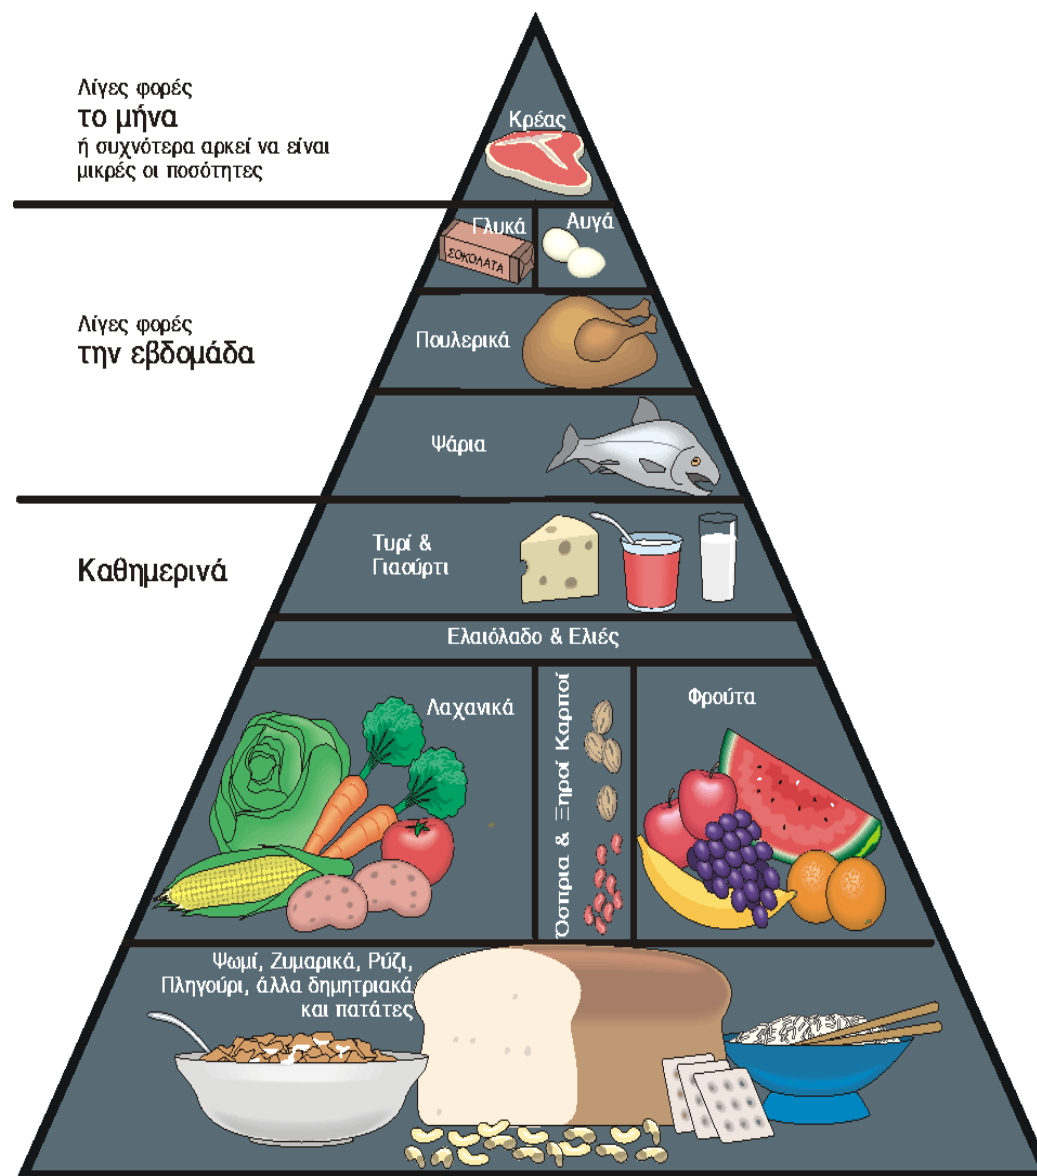 Λίγες φορές
το μήνα
ή συχνότερα αρκεί να είναι
μικρές οι ποσότητες
Κρέας
Γλυκά
Αυγά
ΣΟΚΟΛΑΤΑ
Λίγες φορές
την εβδομάδα
Πουλερικά
Ψάρια
Καθημερινά
Τυρί &
Γιαούρτι
Ελαιόλαδο & Ελιές
Λαχανικά
Όσπρια & Ξηροί Καρποί
Φρούτα
Ψωμί, Ζυμαρικά, Ρύζι,
Πληγούρι, άλλα δημητριακά
και πατάτες